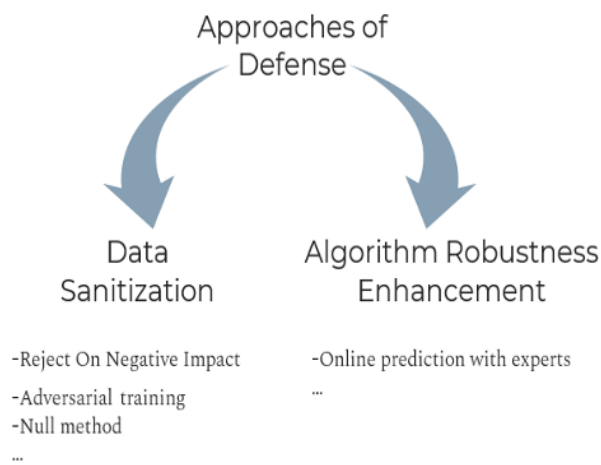 Approaches of
Defense
Data
Sanitization
-Reject On Negative Impact
-Adversarial training
-Null method
...
Algorithm Robustness
Enhancement
-Online prediction with experts
...